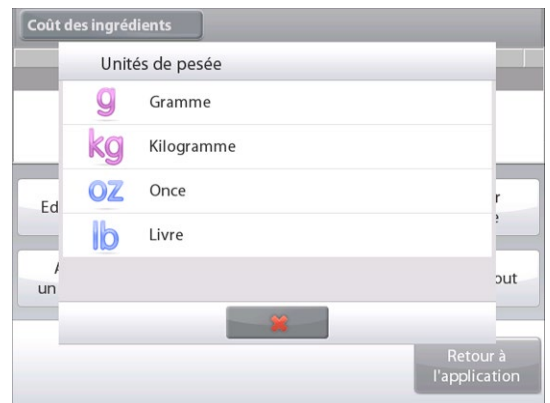 Coût des ingrédients
Unités de pesée
g Gramme
kg Kilogramme
oz Once
lb Livre
Retour à
l'application